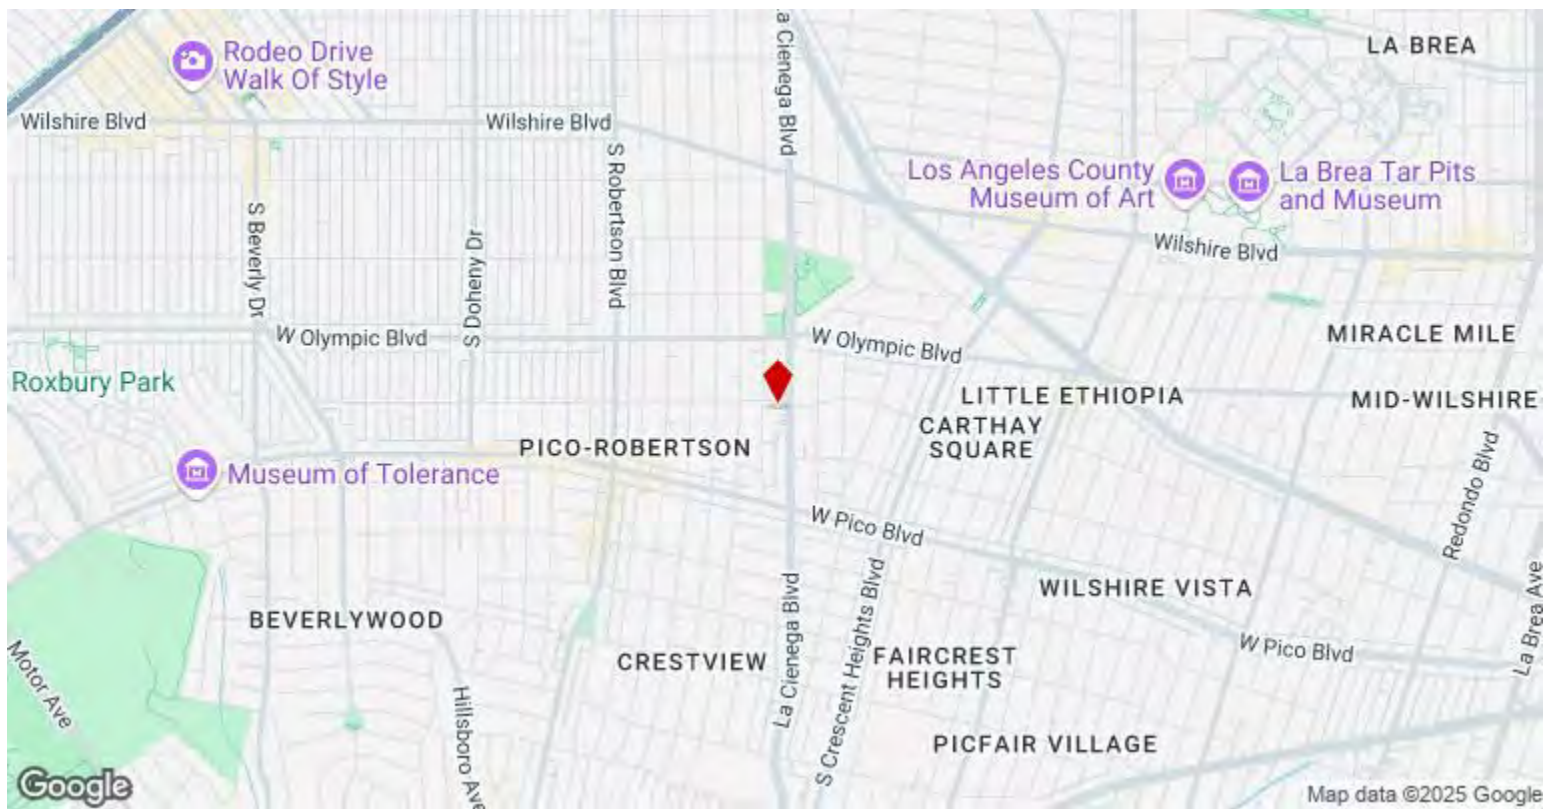 Rodeo Drive
Walk Of Style
La Cienega Blvd
LA BREA
Wilshire Blvd
Wilshire Blvd
S Robertson Blvd
Los Angeles County
Museum of Art
La Brea Tar Pits
and Museum
S Beverly Dr
S Doheny Dr
Wilshire Blvd
W Olympic Blvd
W Olympic Blvd
MIRACLE MILE
Roxbury Park
LITTLE ETHIOPIA
MID-WILSHIRE
CARTHAY
SQUARE
PICO-ROBERTSON
Museum of Tolerance
Redondo Blvd
W Pico Blvd
La Cienega Blvd
S Crescent Heights Blvd
WILSHIRE VISTA
La Brea Ave
BEVERLYWOOD
W Pico Blvd
CRESTVIEW
FAIRCREST
HEIGHTS
Motor Ave
Hillsboro Ave
PICFAIR VILLAGE
Google
Map data ©2025 Google